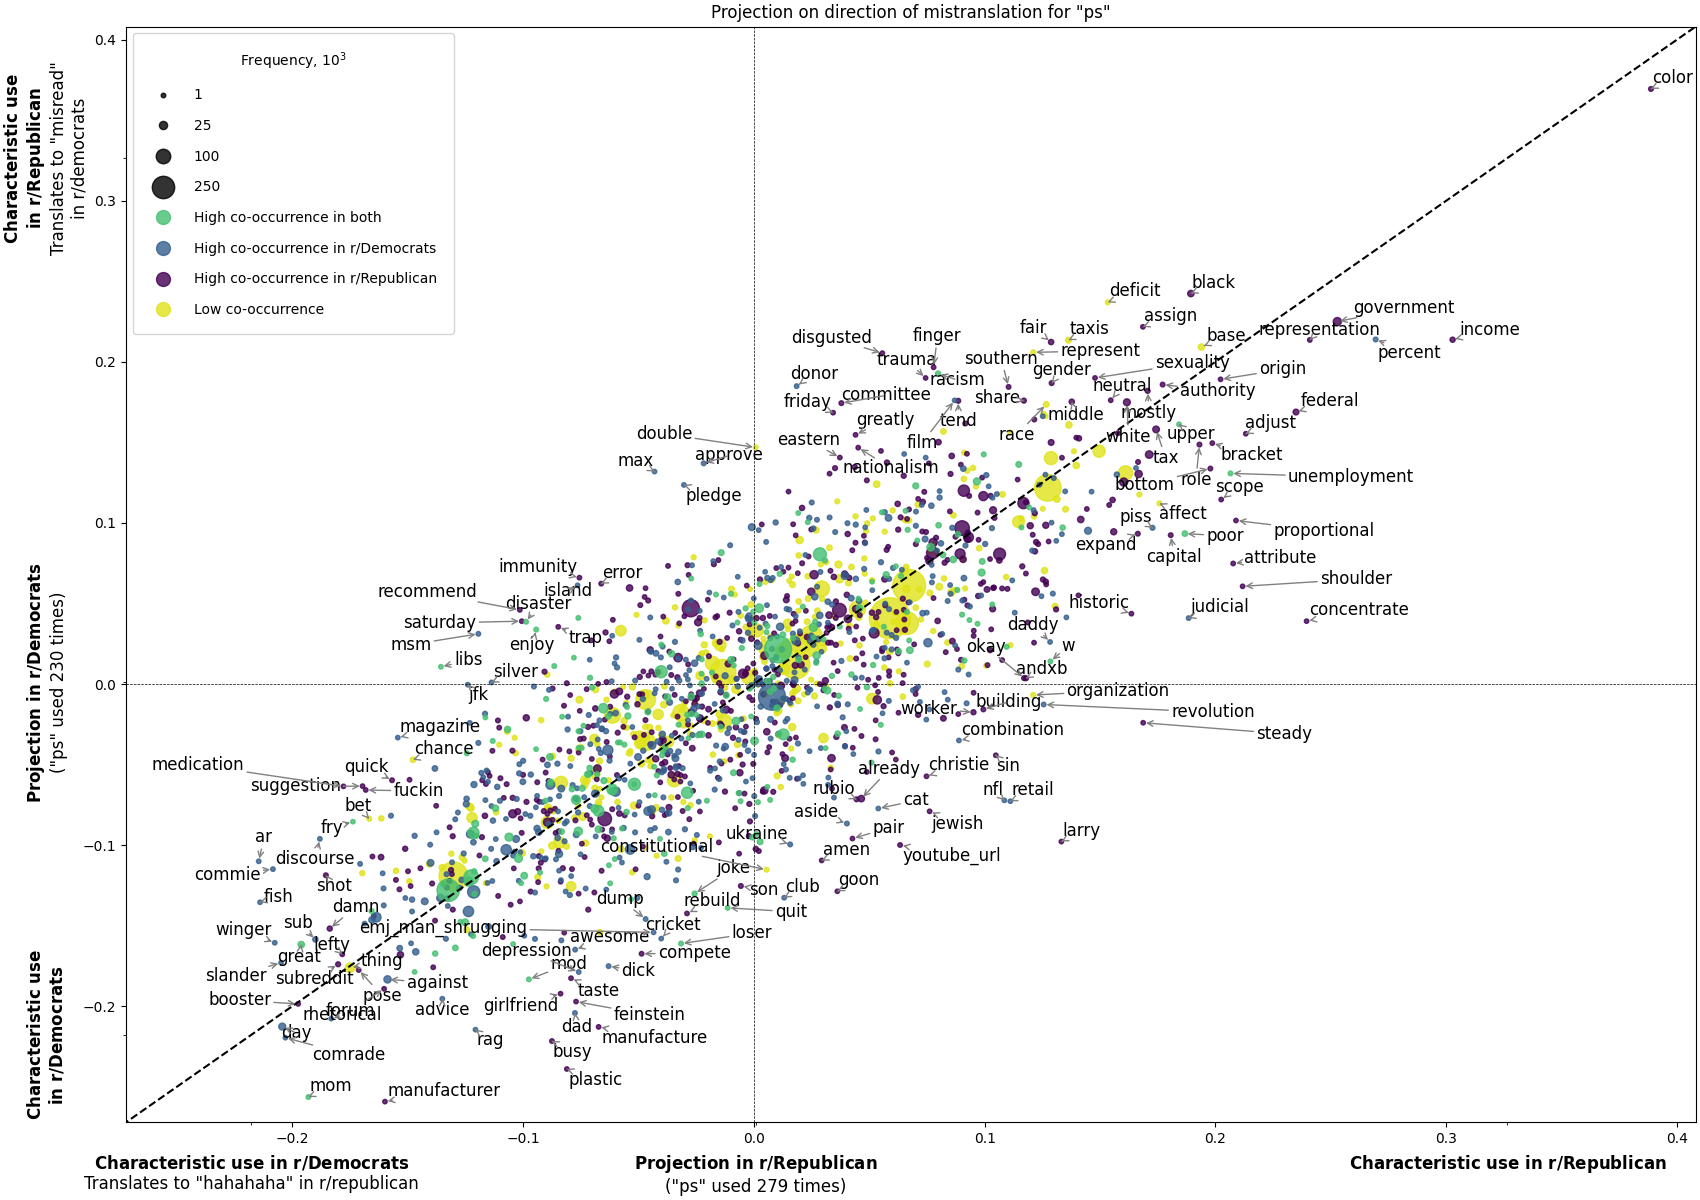 Projection on direction of mistranslation for "ps"
Characteristic use
in r/Republican
Translates to "misread"
in r/democrats
Projection in r/Democrats
("ps" used 230 times)
Characteristic use
in r/Democrats
0.4
0.3
0.2
0.1
0.0
−0.1
−0.2
Frequency, 10³
1
25
100
250
High co-occurrence in both
High co-occurrence in r/Democrats
High co-occurrence in r/Republican
Low co-occurrence
color
deficit
black
assign
government
representation
income
percent
fair
taxis
base
disgusted
finger
represent
trauma
southern
sexuality
donor
racism
gender
origin
friday
committee
share
neutral
authority
federal
greatly
tend
middle
mostly
adjust
double
eastern
film
race
white
upper
max
approve
nationalism
tax
bracket
pledge
bottom
role
unemployment
scope
piss
affect
proportional
expand
poor
capital
attribute
immunity
error
shoulder
recommend
island
disaster
historic
judicial
concentrate
saturday
enjoy
trap
daddy
msm
okay
w
libs
silver
andxb
jfk
organization
building
worker
revolution
magazine
combination
steady
chance
medication
quick
already
christie
sin
suggestion
fuckin
rubio
nfl
retail
bet
aside
cat
fry
pair
jewish
larry
ar
ukraine
discourse
constitutional
amen
youtube_url
commie
joke
shot
son
club
goon
fish
damn
dump
rebuild
quit
sub
winger
emj_man_shrugging
cricket
lefty
awesome
loser
great
thing
depression
compete
slander
subreddit
mod
dick
against
pose
taste
booster
girlfriend
rhetorical
forum
advice
feinstein
day
dad
manufacture
rag
comrade
busy
plastic
mom
manufacturer
−0.2
−0.1
0.0
0.1
0.2
0.3
0.4
Characteristic use in r/Democrats
Translates to "hahahaha" in r/republican
Projection in r/Republican
("ps" used 279 times)
Characteristic use in r/Republican